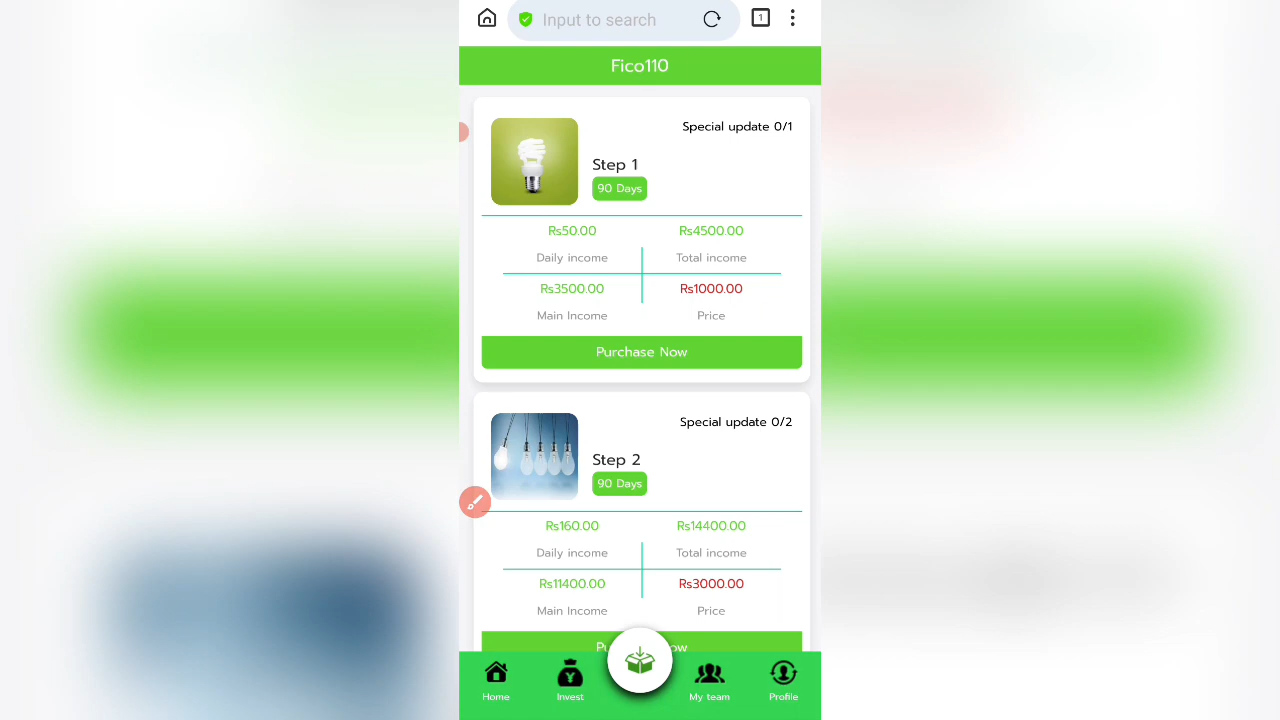 Input to search
1
Fico110
Special update 0/1
Step 1
90 Days
Rs50.00 Rs4500.00
Daily income Total income
Rs3500.00 Rs1000.00
Main Income Price
Purchase Now
Special update 0/2
Step 2
90 Days
Rs160.00 Rs14400.00
Daily income Total income
Rs11400.00 Rs3000.00
Main Income Price
Home Invest My team Profile